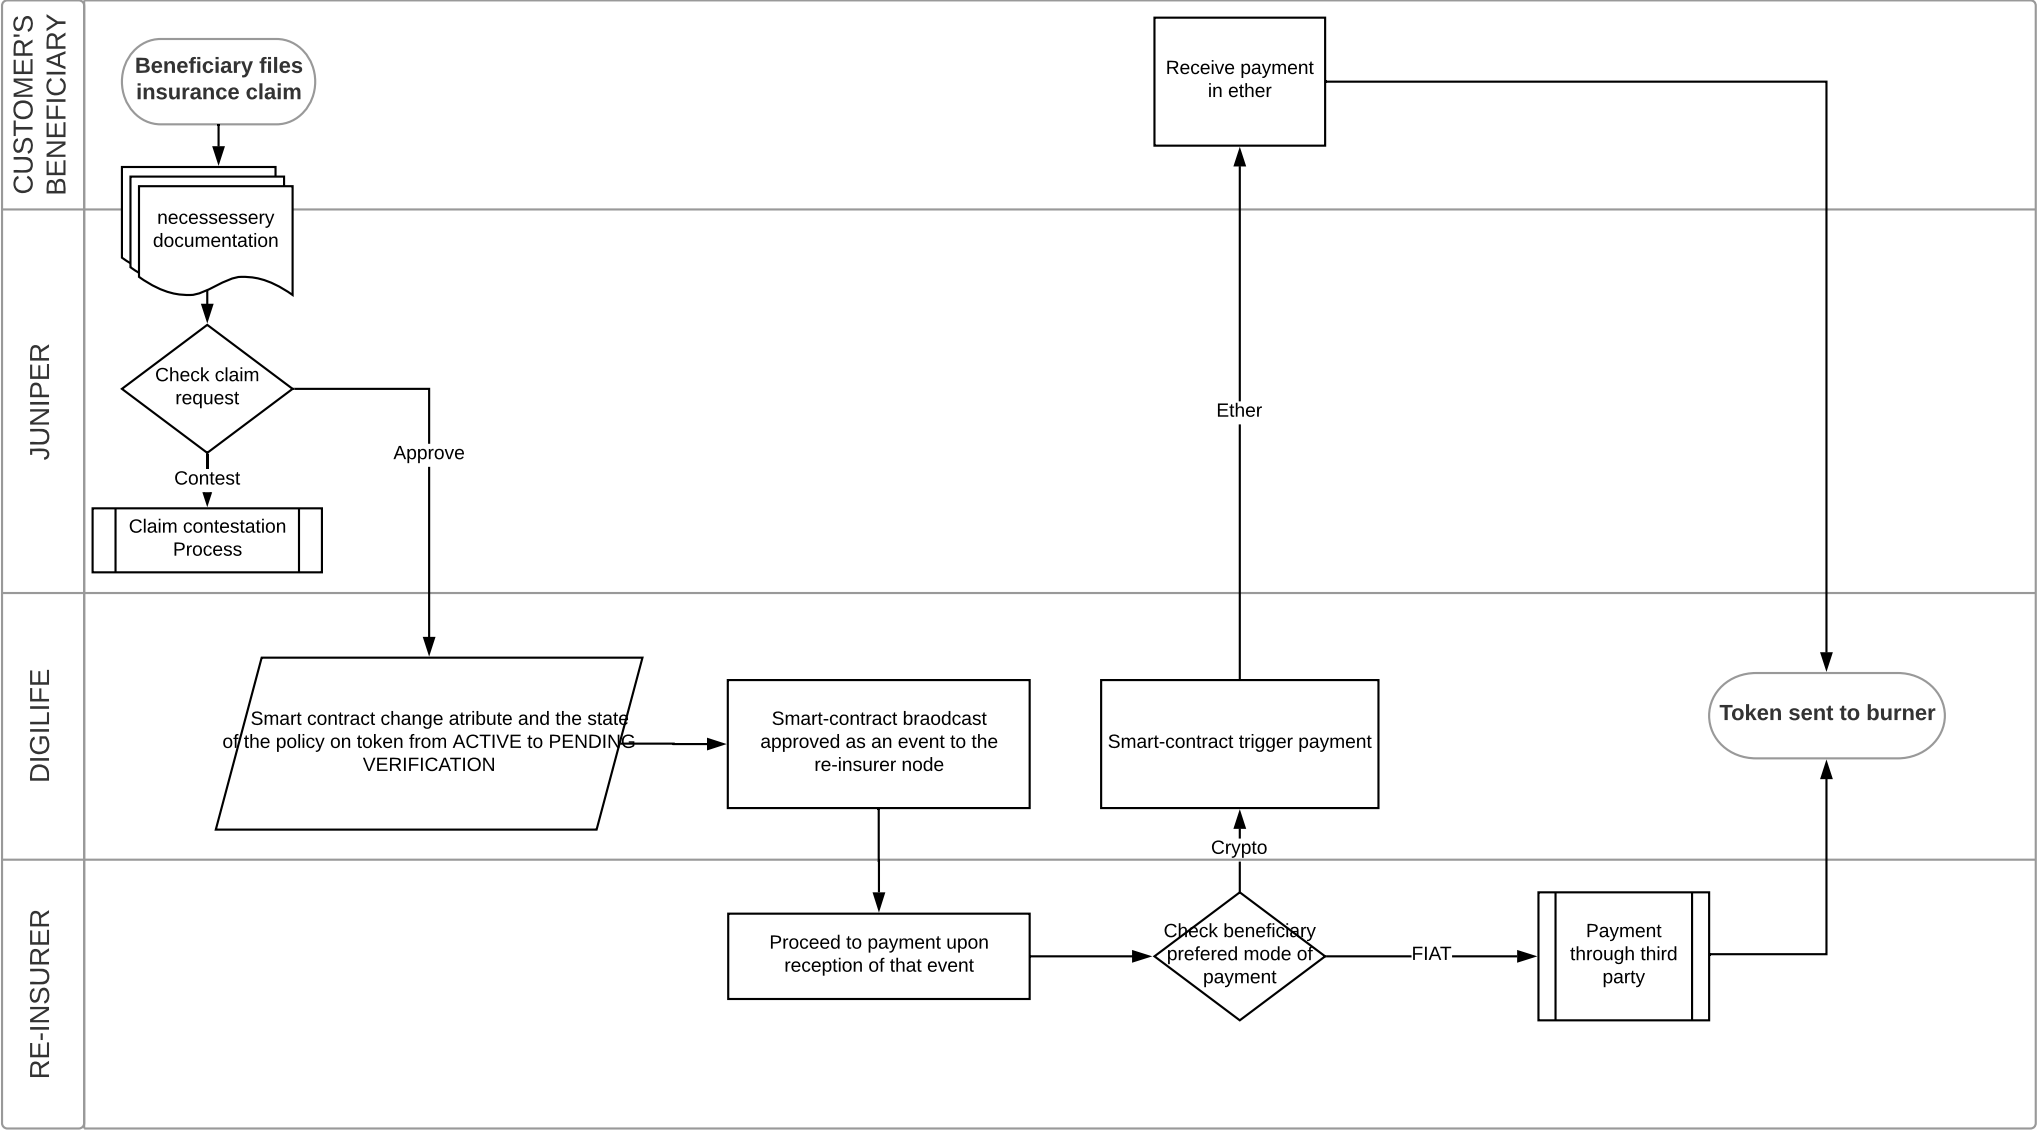 CUSTOMER'S
BENEFICIARY
Beneficiary files
insurance claim
Receive payment
in ether
JUNIPER
necessessery
documentation
Check claim
request
Contest
Claim contestation
Process
Approve
Ether
DIGILIFE
Smart contract change atribute and the state
of the policy on token from ACTIVE to PENDING
VERIFICATION
Smart-contract braodcast
approved as an event to the
re-insurer node
Smart-contract trigger payment
Token sent to burner
Crypto
RE-INSURER
Proceed to payment upon
reception of that event
Check beneficiary
prefered mode of
payment
FIAT
Payment
through third
party